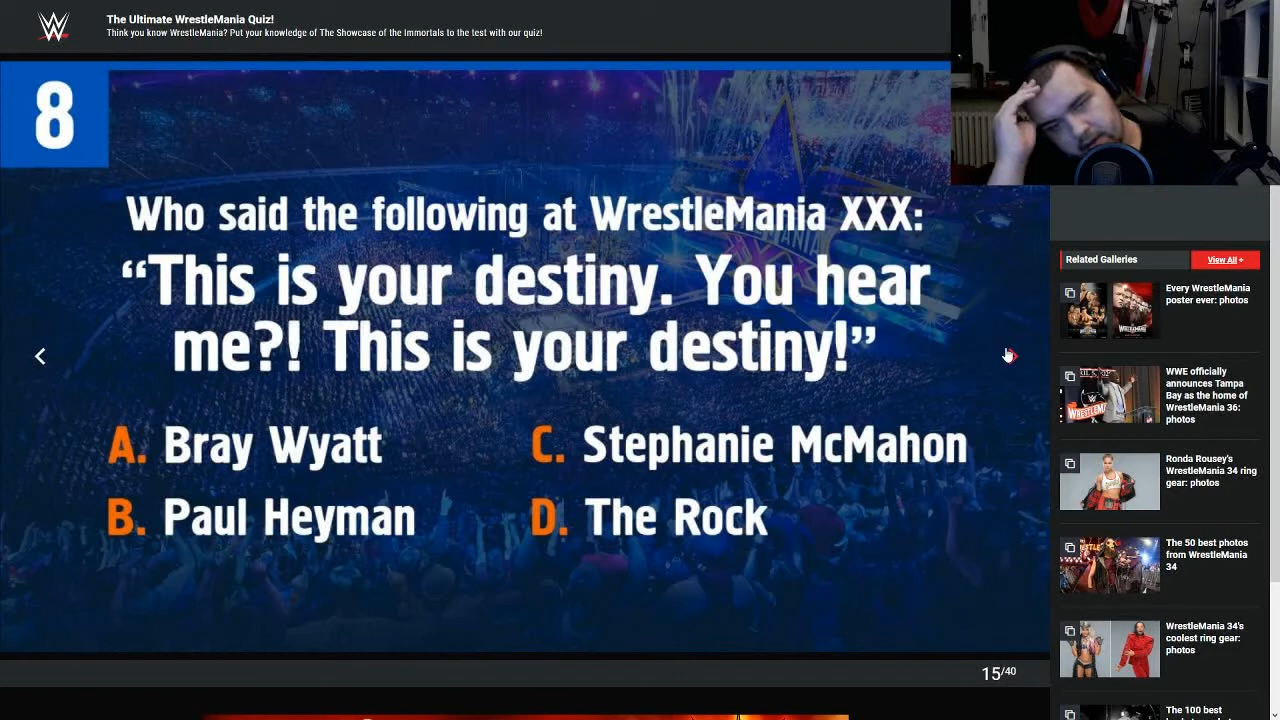 The Ultimate WrestleMania Quiz!
Think you know WrestleMania? Put your knowledge of The Showcase of the Immortals to the test with our quiz!
8
Who said the following at WrestleMania XXX:
“This is your destiny. You hear
me?! This is your destiny!”
A. Bray Wyatt
C. Stephanie McMahon
B. Paul Heyman
D. The Rock
15/40
Related Galleries
View All +
Every WrestleMania
poster ever: photos
WWE officially
announces Tampa
Bay as the home of
WrestleMania 36:
photos
Ronda Rousey's
WrestleMania 34 ring
gear: photos
The 50 best photos
from WrestleMania
34
WrestleMania 34's
coolest ring gear:
photos
The 100 best